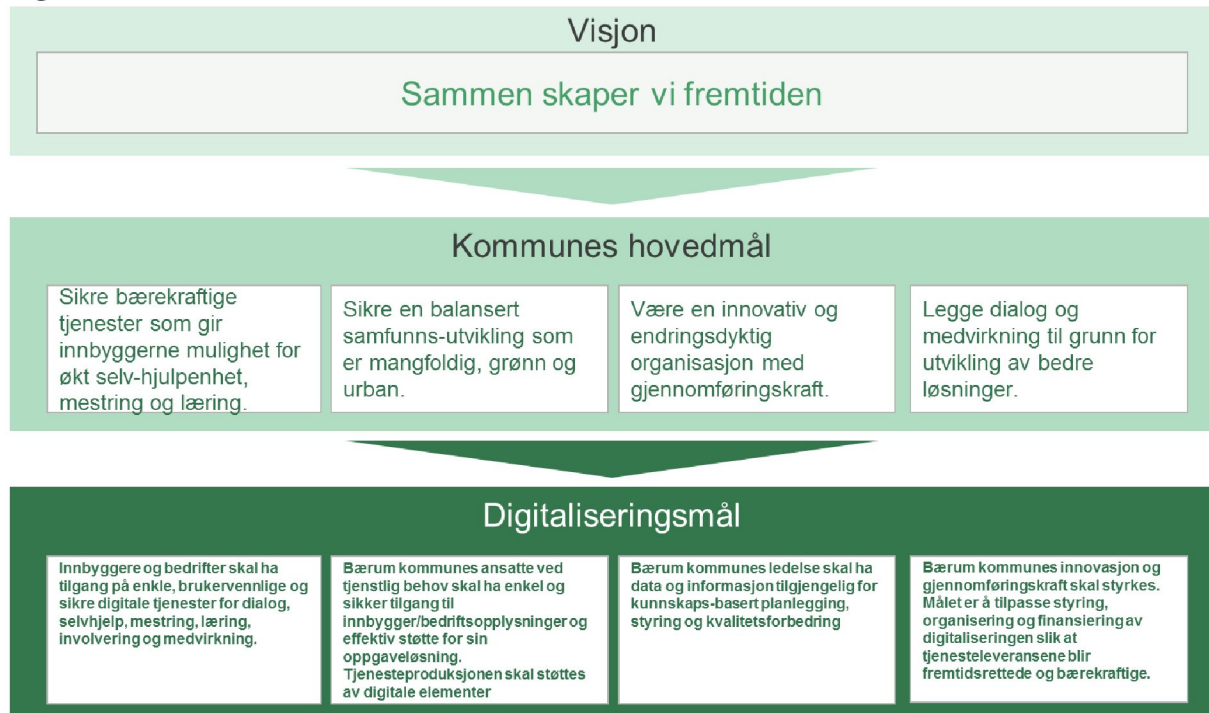 Visjon
Sammen skaper vi fremtiden
Kommunes hovedmål
Sikre bærekraftige
tjenester som gir
innbyggerne mulighet for
økt selv-hjulpenhet,
mestring og læring.
Sikre en balansert
samfunns-utvikling som
er mangfoldig, grønn og
urban.
Være en innovativ og
endringsdyktig
organisasjon med
gjennomføringskraft.
Legge dialog og
medvirkning til grunn for
utvikling av bedre
løsninger.
Digitaliseringsmål
Innbyggere og bedrifter skal ha
tilgang på enkle, brukervennlige og
sikre digitale tjenester for dialog,
selvhjelp, mestring, læring,
involvering og medvirkning.
Bærum kommunes ansatte ved
tjenstlig behov skal ha enkel og
sikker tilgang til
innbygger/bedriftsopplysninger og
effektiv støtte for sin
oppgaveløsning.
Tjenesteproduksjonen skal støttes
av digitale elementer
Bærum kommunes ledelse skal ha
data og informasjon tilgjengelig for
kunnskaps-basert planlegging,
styring og kvalitetsforbedring
Bærum kommunes innovasjon og
gjennomføringskraft skal styrkes.
Målet er å tilpasse styring,
organisering og finansiering av
digitaliseringen slik at
tjenesteleveransene blir
fremtidsrettede og bærekraftige.